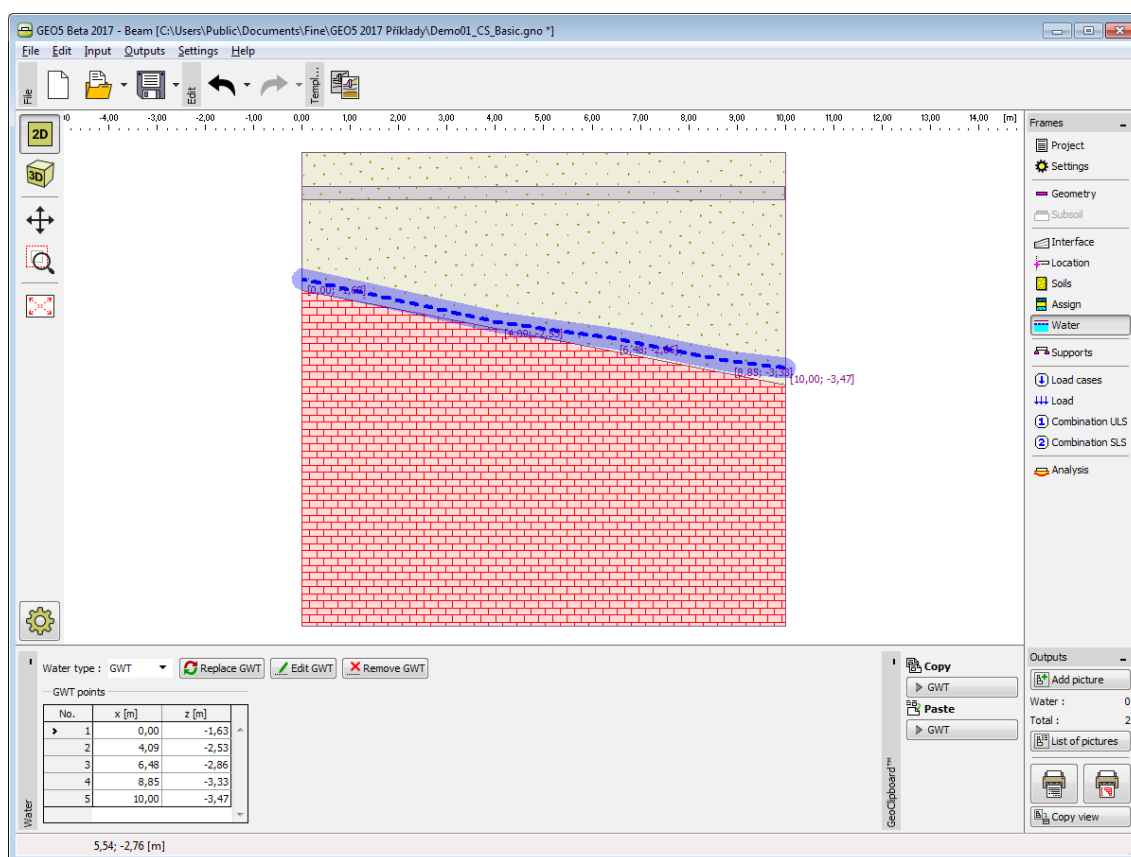 GEO5 Beta 2017 - Beam [C:\Users\Public\Documents\Fine\GEO5 2017 Příklady\Demo01_CS_Basic.gno *]
File Edit Input Outputs Settings Help
File
Edit
Templ...
-4,00 -3,00 -2,00 -1,00 0,00 1,00 2,00 3,00 4,00 5,00 6,00 7,00 8,00 9,00 10,00 11,00 12,00 13,00 14,00 [m]
2D
3D
[4,09; -2,53]
[6,48; -2,86]
[8,85; -3,33]
[10,00; -3,47]
Frames
Project
Settings
Geometry
Subsoil
Interface
Location
Soils
Assign
Water
Supports
Load cases
Load
1 Combination ULS
2 Combination SLS
Analysis
Water
Water type : GWT Replace GWT Edit GWT Remove GWT
GWT points
No. x [m] z [m]
1 0,00 -1,63
2 4,09 -2,53
3 6,48 -2,86
4 8,85 -3,33
5 10,00 -3,47
GeoClipboard™
Copy
GWT
Paste
GWT
Outputs
Add picture
Water : 0
Total : 2
List of pictures
Copy view
5,54; -2,76 [m]